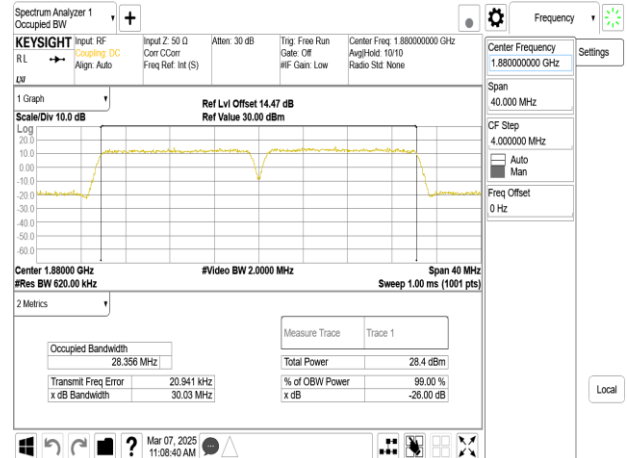 Spectrum Analyzer 1
Occupied BW
Frequency
KEYSIGHT
RL
LXI
Input: RF
Coupling: DC
Align: Auto
Input Z: 50 Ω
Corr CCorr
Freq Ref: Int (S)
Atten: 30 dB
Trig: Free Run
Gate: Off
#IF Gain: Low
Center Freq: 1.880000000 GHz
Avg|Hold: 10/10
Radio Std: None
Center Frequency
1.880000000 GHz
Settings
Span
40.000 MHz
CF Step
4.000000 MHz
Auto
Man
Freq Offset
0 Hz
Local
1 Graph
Ref Lvl Offset 14.47 dB
Scale/Div 10.0 dB
Ref Value 30.00 dBm
Log
20.0
10.0
0.00
-10.0
-20.0
-30.0
-40.0
-50.0
-60.0
Center 1.88000 GHz
#Video BW 2.0000 MHz
Span 40 MHz
#Res BW 620.00 kHz
Sweep 1.00 ms (1001 pts)
2 Metrics
Measure Trace Trace 1
Occupied Bandwidth
28.356 MHz
Total Power 28.4 dBm
Transmit Freq Error 20.941 kHz
% of OBW Power 99.00 %
x dB Bandwidth 30.03 MHz
x dB -26.00 dB
Mar 07, 2025
11:08:40 AM